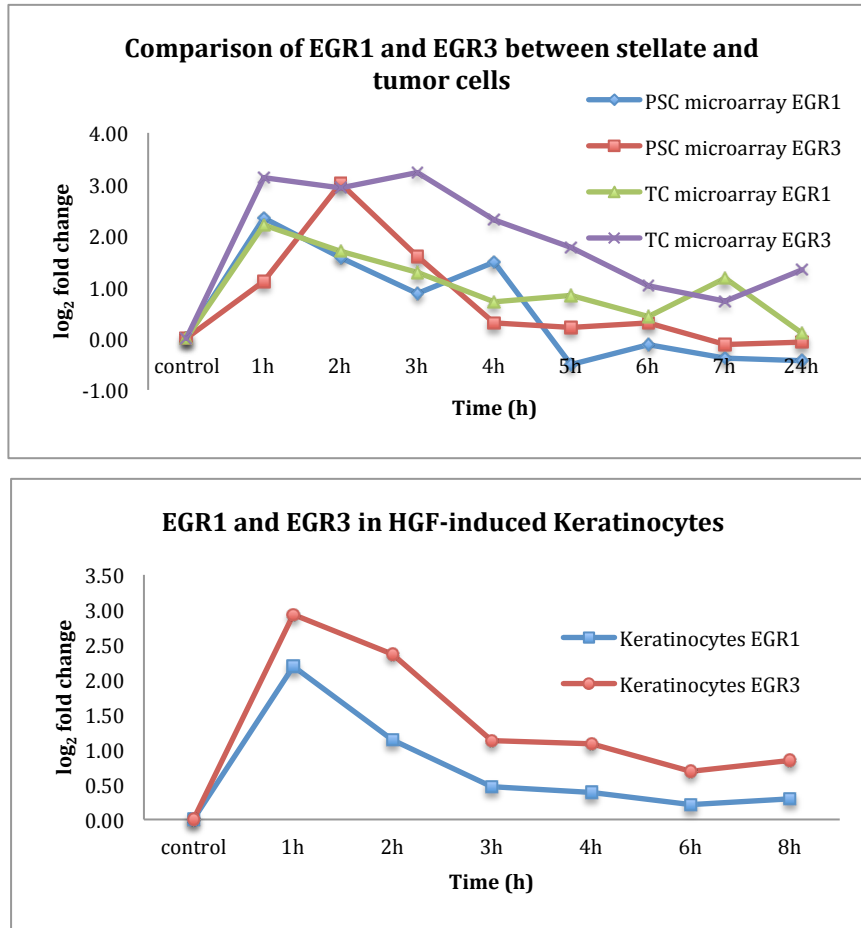 Comparison of EGR1 and EGR3 between stellate and
tumor cells
PSC microarray EGR1
PSC microarray EGR3
TC microarray EGR1
TC microarray EGR3
log2 fold change
4.00
3.00
2.00
1.00
0.00
-1.00
control 1h 2h 3h 4h 5h 6h 7h 24h
Time (h)
EGR1 and EGR3 in HGF-induced Keratinocytes
log2 fold change
3.50
3.00
2.50
2.00
1.50
1.00
0.50
0.00
Keratinocytes EGR1
Keratinocytes EGR3
control 1h 2h 3h 4h 6h 8h
Time (h)